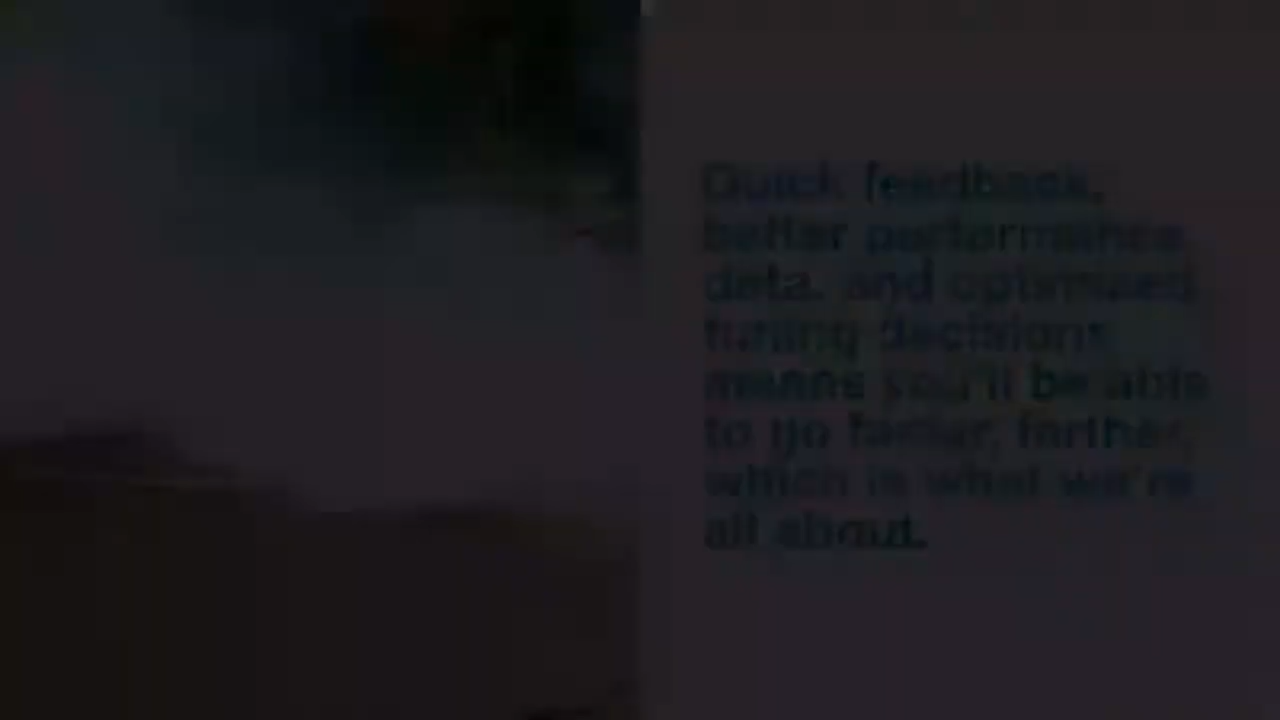 Quick feedback,
better performance
data, and optimized
tuning decisions
means you'll be able
to go faster, farther,
which is what we're
all about.